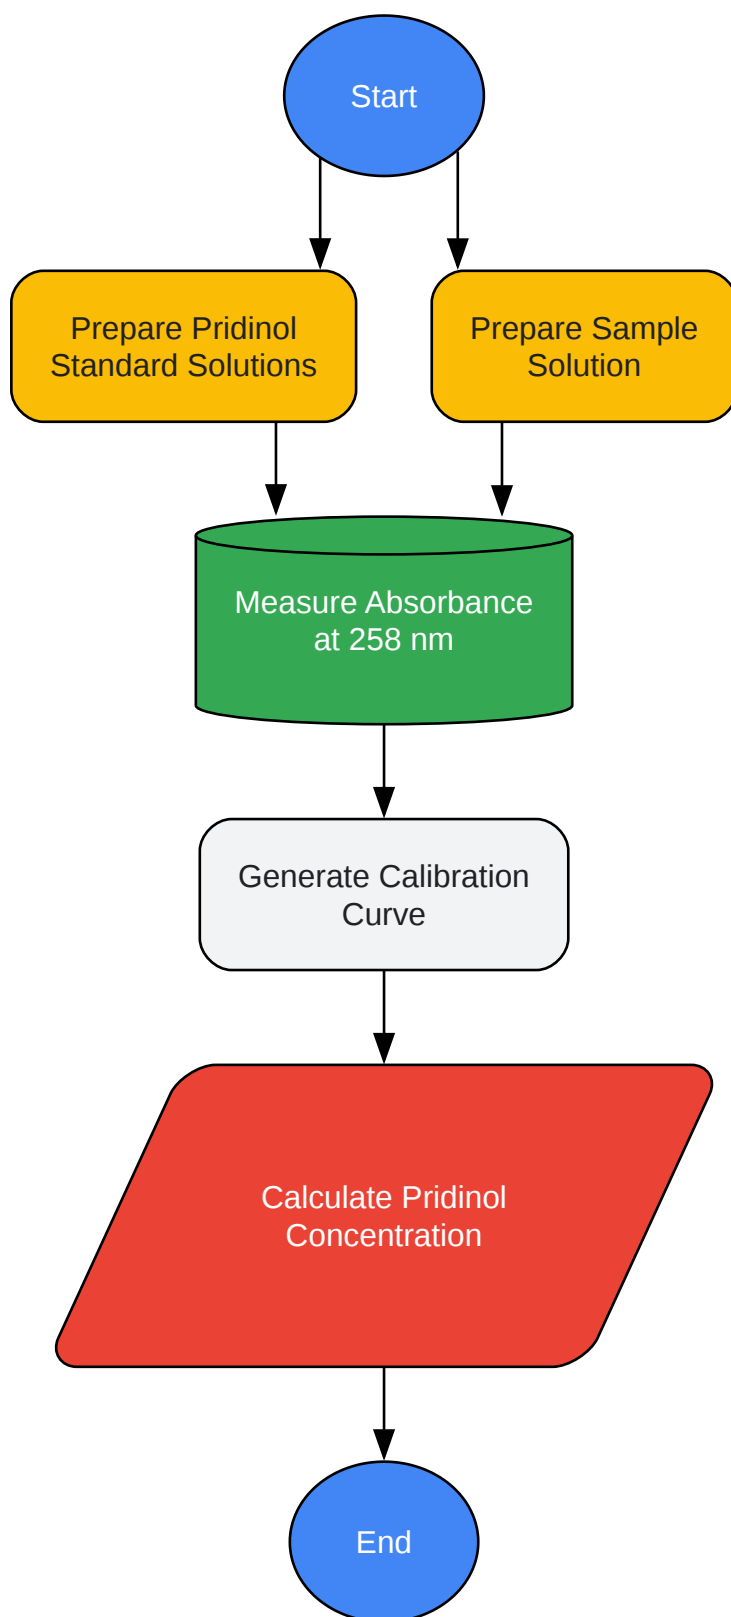 Start
Prepare Pridinol
Standard Solutions
Prepare Sample
Solution
Measure Absorbance
at 258 nm
Generate Calibration
Curve
Calculate Pridinol
Concentration
End